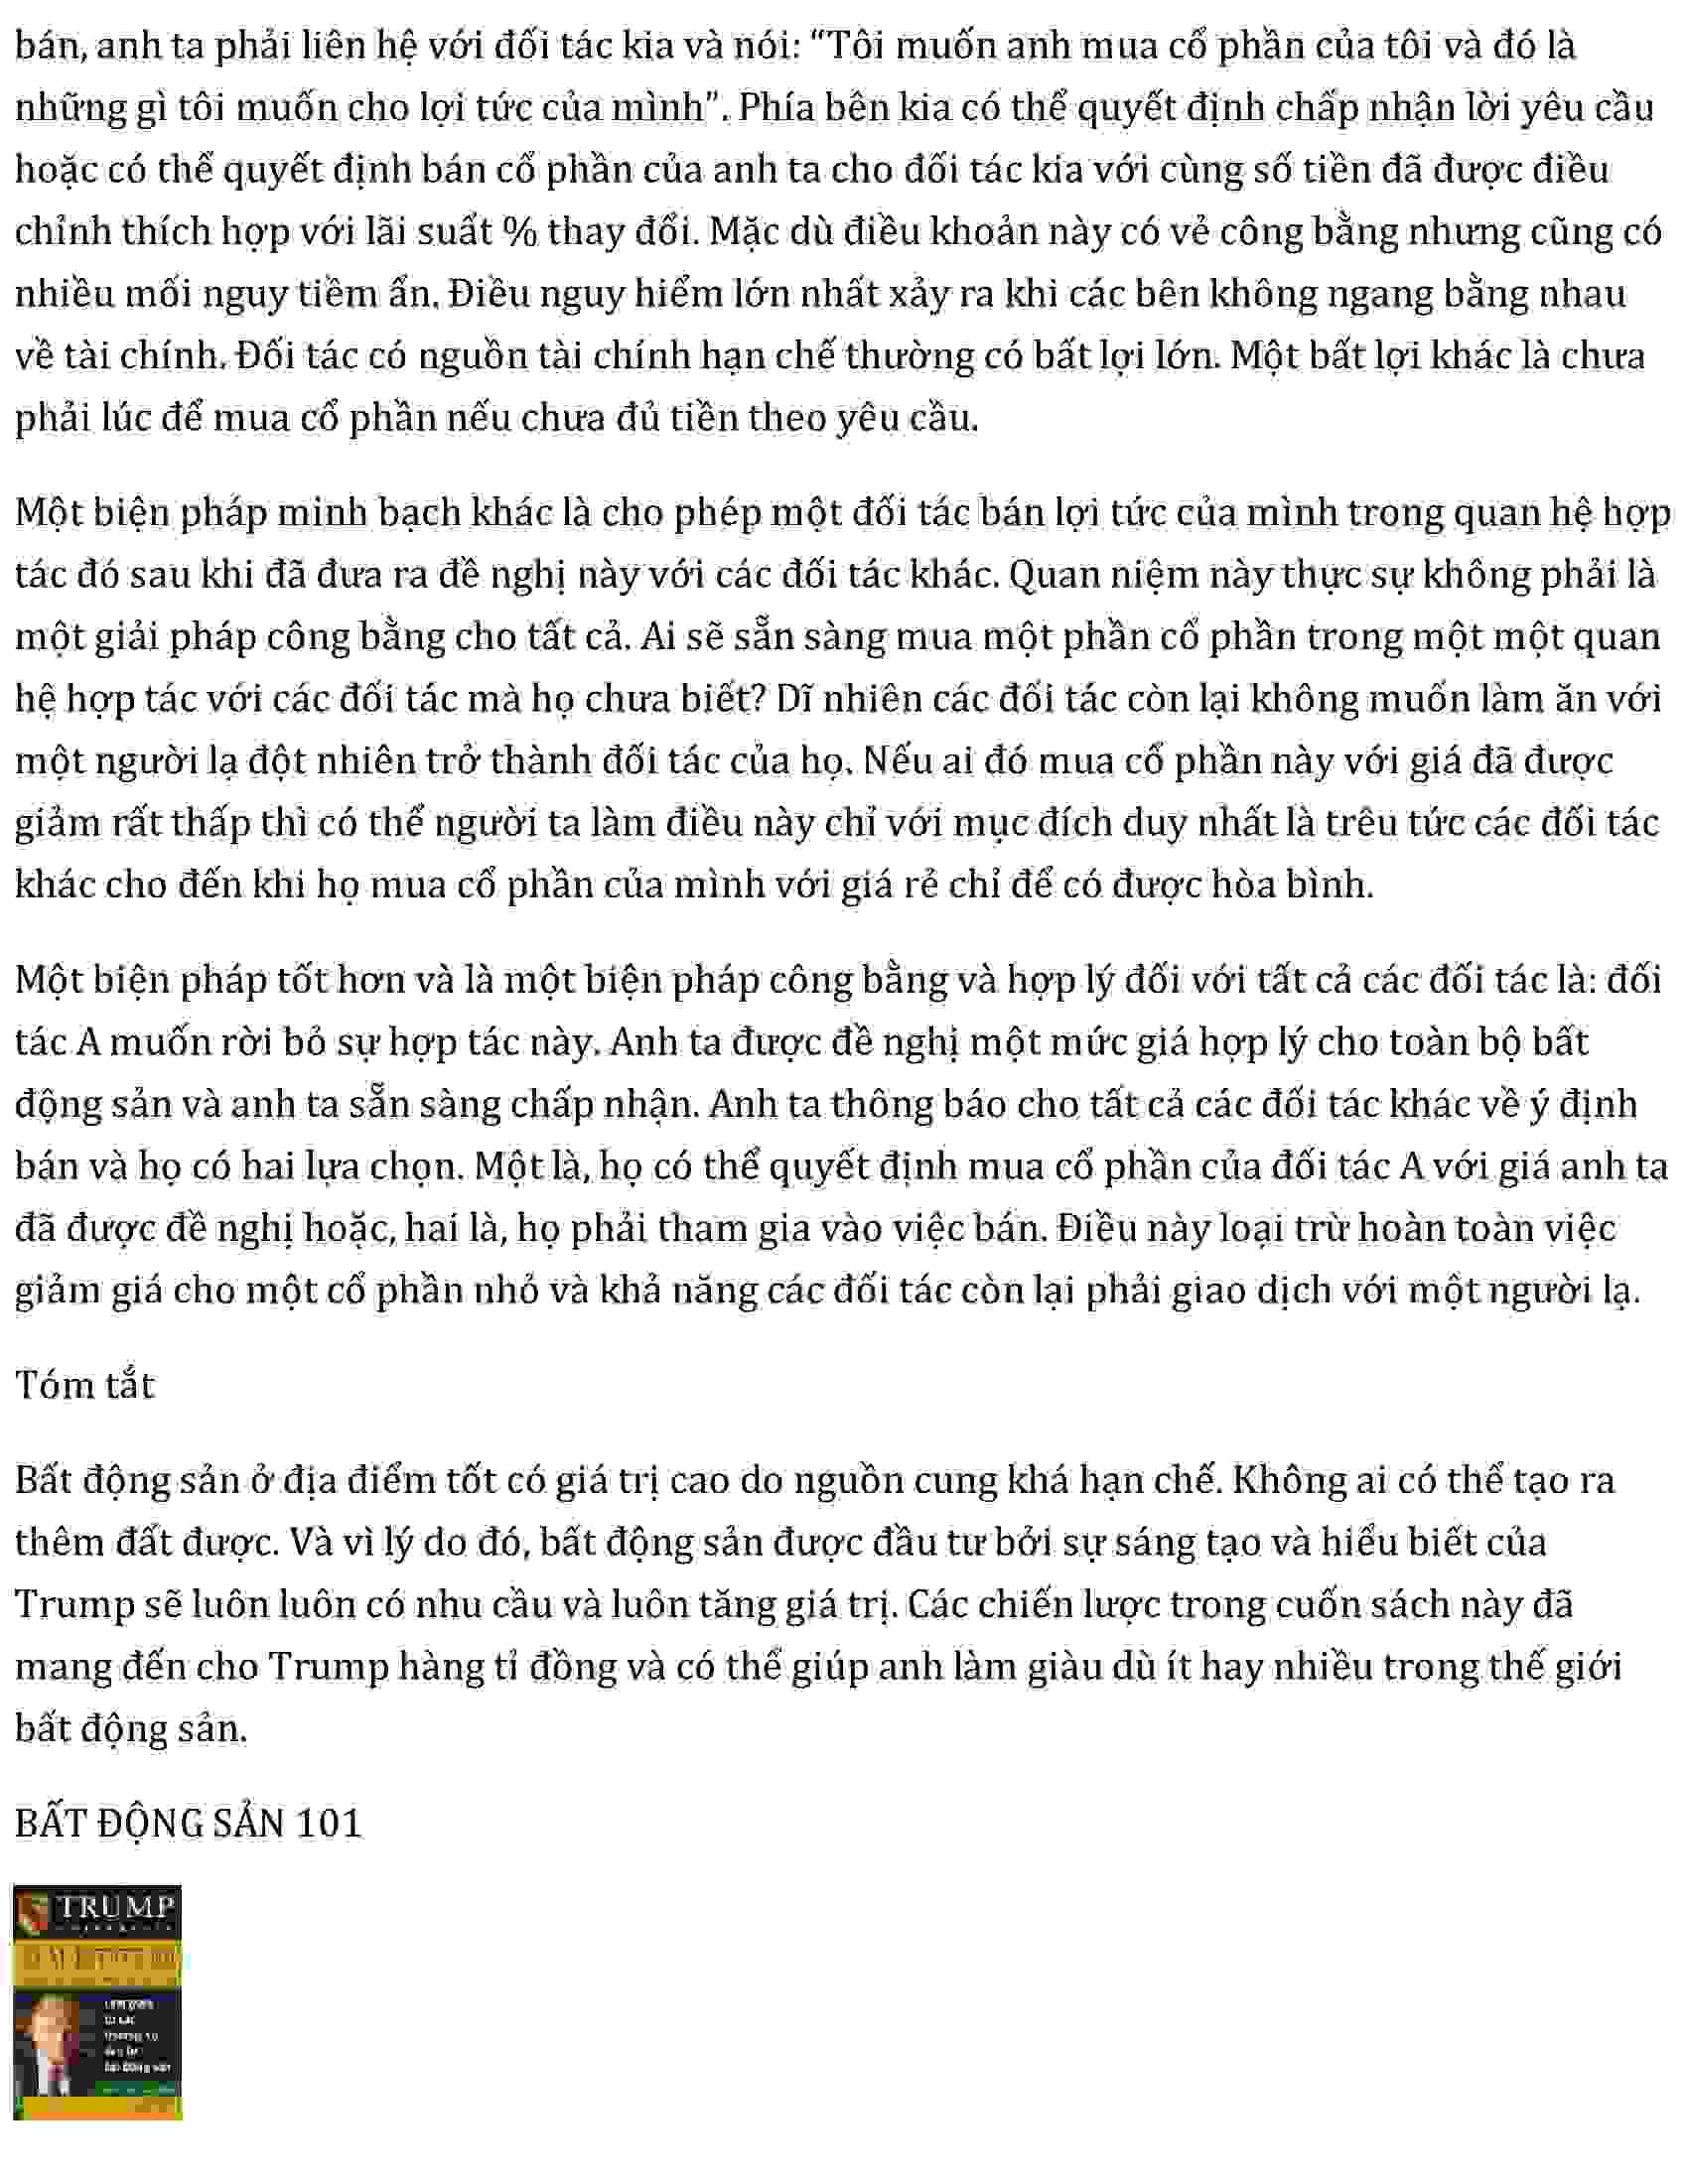 bán, anh ta phải liên hệ với đối tác kia và nói: “Tôi muốn anh mua cổ phần của tôi và đó là
những gì tôi muốn cho lợi tức của mình”. Phía bên kia có thể quyết định chấp nhận lời yêu cầu
hoặc có thể quyết định bán cổ phần của anh ta cho đối tác kia với cùng số tiền đã được điều
chỉnh thích hợp với lãi suất % thay đổi. Mặc dù điều khoản này có vẻ công bằng nhưng cũng có
nhiều mối nguy tiềm ẩn. Điều nguy hiểm lớn nhất xảy ra khi các bên không ngang bằng nhau
về tài chính. Đối tác có nguồn tài chính hạn chế thường có bất lợi lớn. Một bất lợi khác là chưa
phải lúc để mua cổ phần nếu chưa đủ tiền theo yêu cầu.
Một biện pháp minh bạch khác là cho phép một đối tác bán lợi tức của mình trong quan hệ hợp
tác đó sau khi đã đưa ra đề nghị này với các đối tác khác. Quan niệm này thực sự không phải là
một giải pháp công bằng cho tất cả. Ai sẽ sẵn sàng mua một phần cổ phần trong một một quan
hệ hợp tác với các đối tác mà họ chưa biết? Dĩ nhiên các đối tác còn lại không muốn làm ăn với
một người lạ đột nhiên trở thành đối tác của họ. Nếu ai đó mua cổ phần này với giá đã được
giảm rất thấp thì có thể người ta làm điều này chỉ với mục đích duy nhất là trêu tức các đối tác
khác cho đến khi họ mua cổ phần của mình với giá rẻ chỉ để có được hòa bình.
Một biện pháp tốt hơn và là một biện pháp công bằng và hợp lý đối với tất cả các đối tác là: đối
tác A muốn rời bỏ sự hợp tác này. Anh ta được đề nghị một mức giá hợp lý cho toàn bộ bất
động sản và anh ta sẵn sàng chấp nhận. Anh ta thông báo cho tất cả các đối tác khác về ý định
bán và họ có hai lựa chọn. Một là, họ có thể quyết định mua cổ phần của đối tác A với giá anh ta
đã được đề nghị hoặc, hai là, họ phải tham gia vào việc bán. Điều này loại trừ hoàn toàn việc
giảm giá cho một cổ phần nhỏ và khả năng các đối tác còn lại phải giao dịch với một người lạ.
Tóm tắt
Bất động sản ở địa điểm tốt có giá trị cao do nguồn cung khá hạn chế. Không ai có thể tạo ra
thêm đất được. Và vì lý do đó, bất động sản được đầu tư bởi sự sáng tạo và hiểu biết của
Trump sẽ luôn luôn có nhu cầu và luôn tăng giá trị. Các chiến lược trong cuốn sách này đã
mang đến cho Trump hàng tỉ đồng và có thể giúp anh làm giàu dù ít hay nhiều trong thế giới
bất động sản.
BẤT ĐỘNG SẢN 101
TRUMP